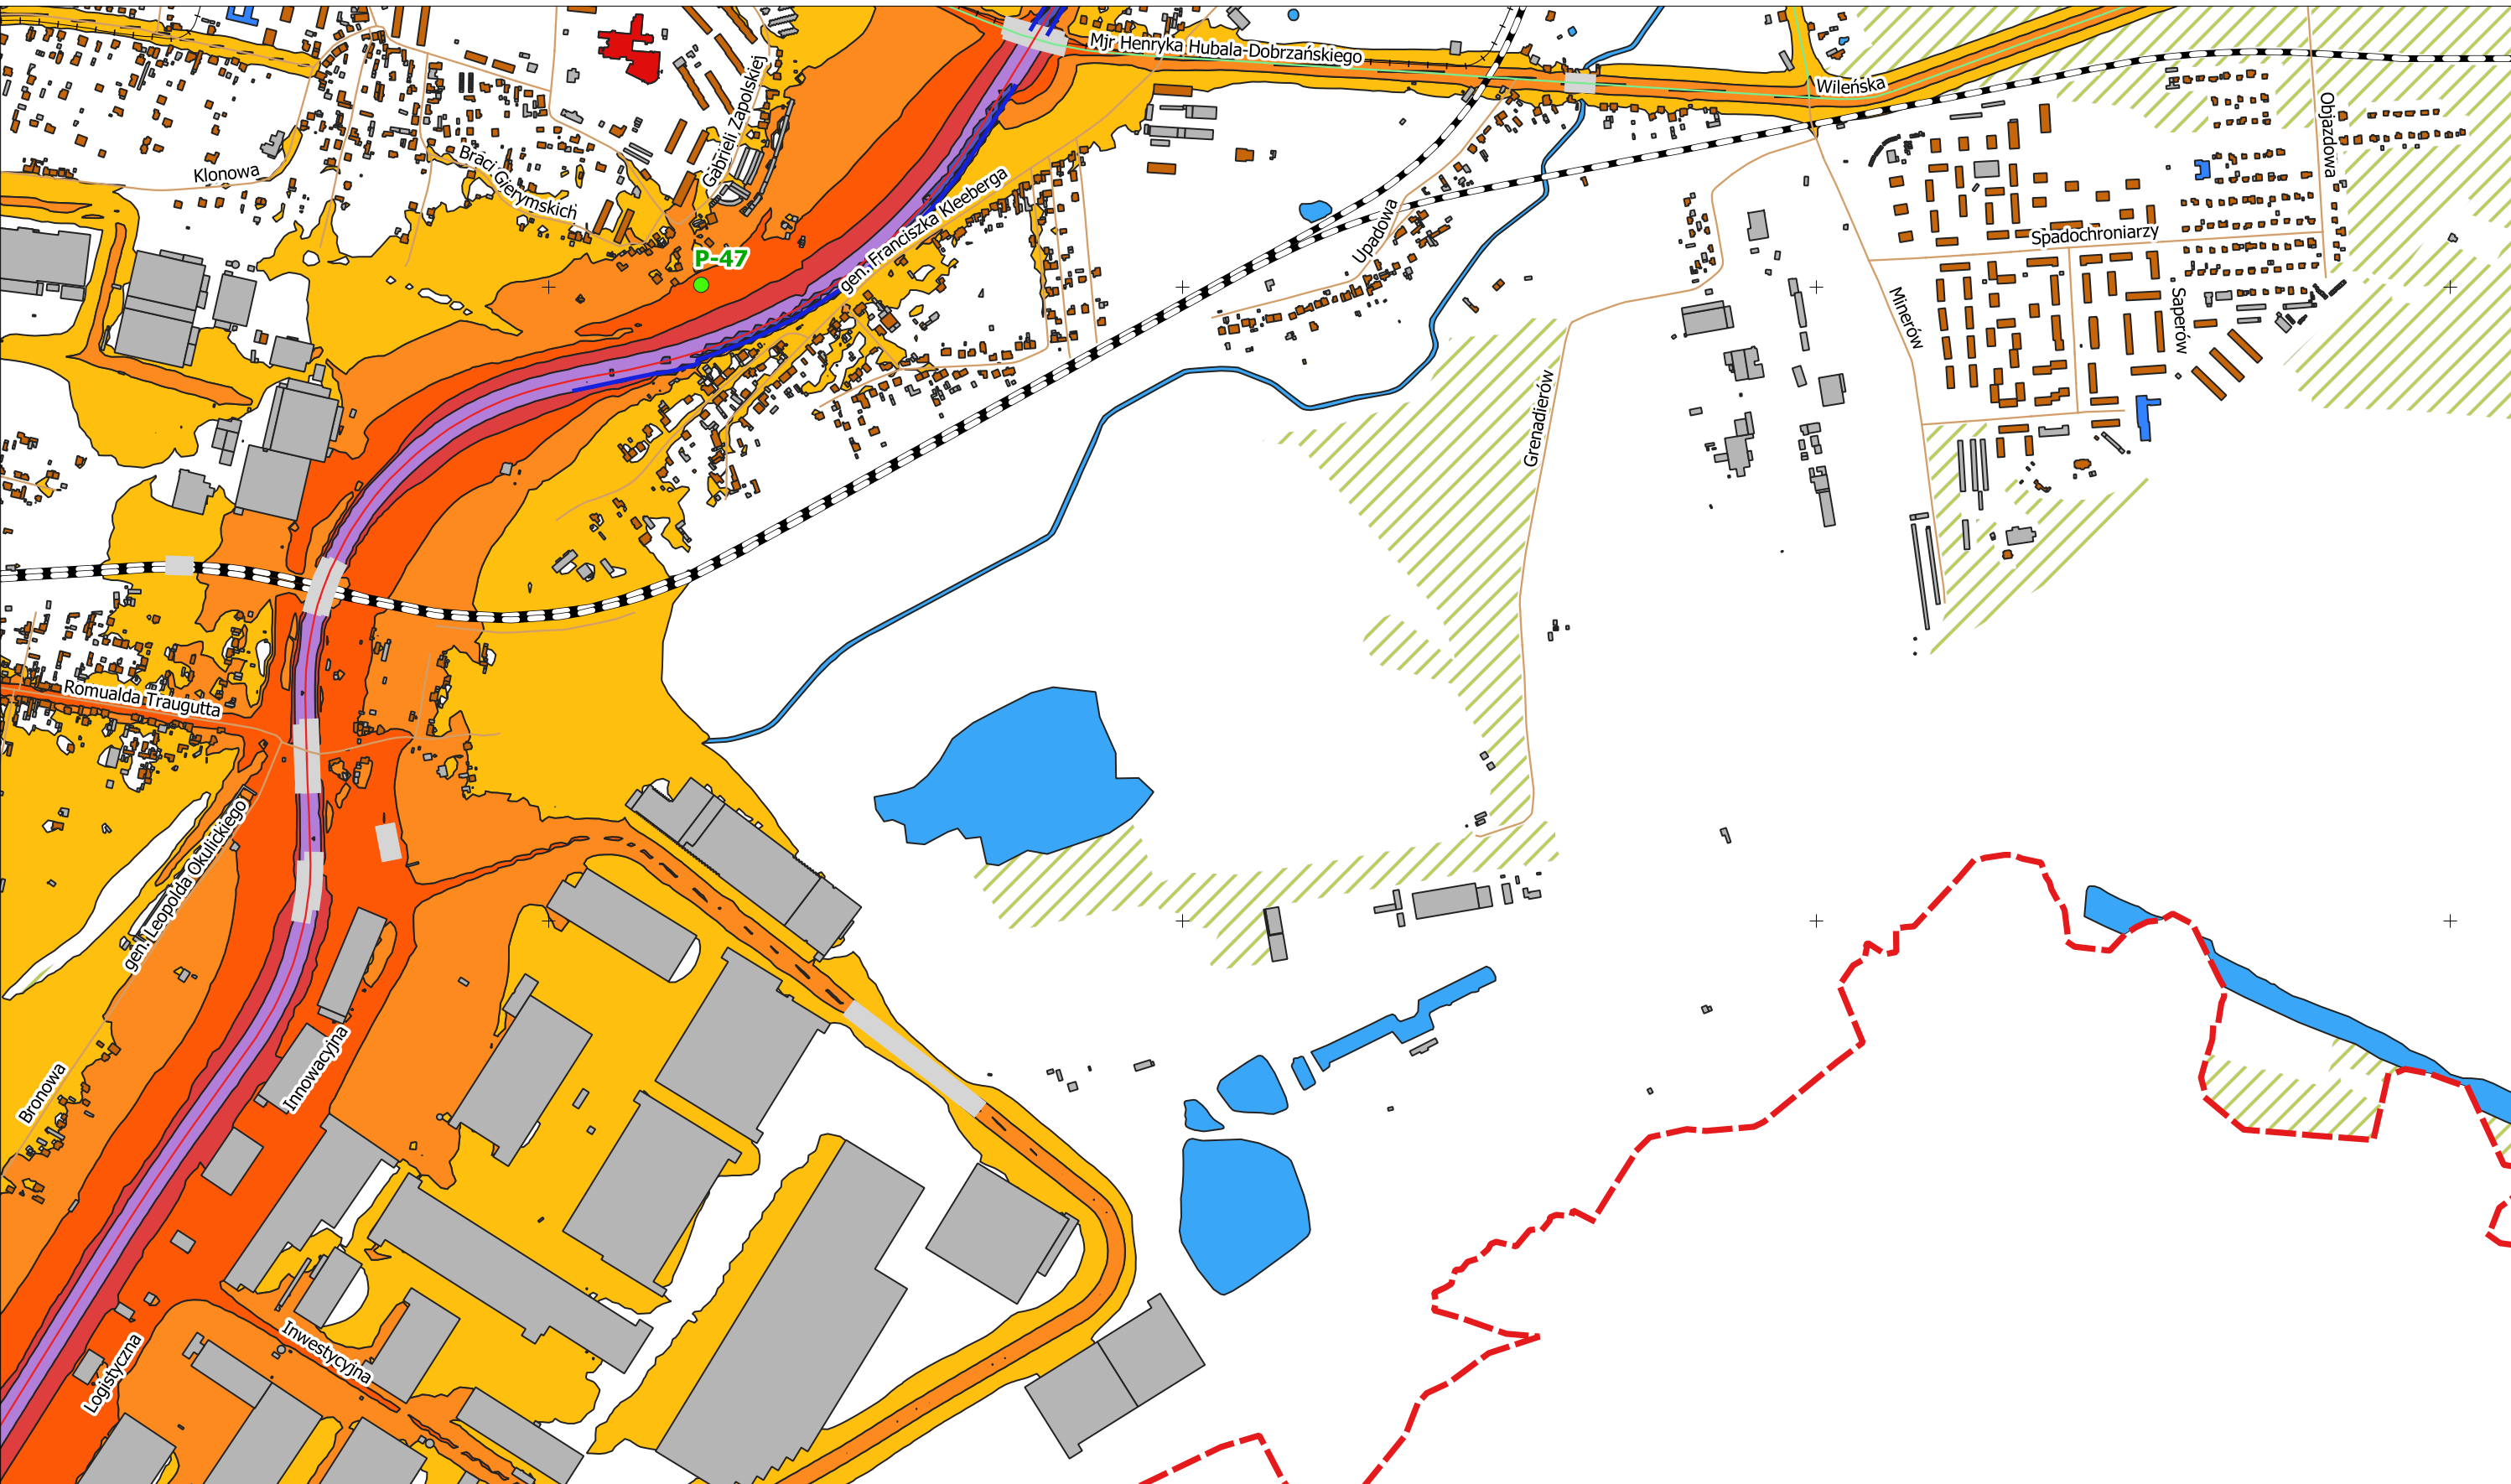 Mjr Henryka Hubala-Dobrzańskiego
Wileńska
Gabrieli Zapolskiej
Objazdowa
Klonowa
Braci Gierymskich
gen. Franciszka Kleeberga
P-47
Upadowa
Spadochroniarzy
Minerów
Saperów
Grenadierów
Romualda Traugutta
gen. Leopolda Okulickiego
Innowacyjna
Bronowa
Inwestycyjna
Logistyczna